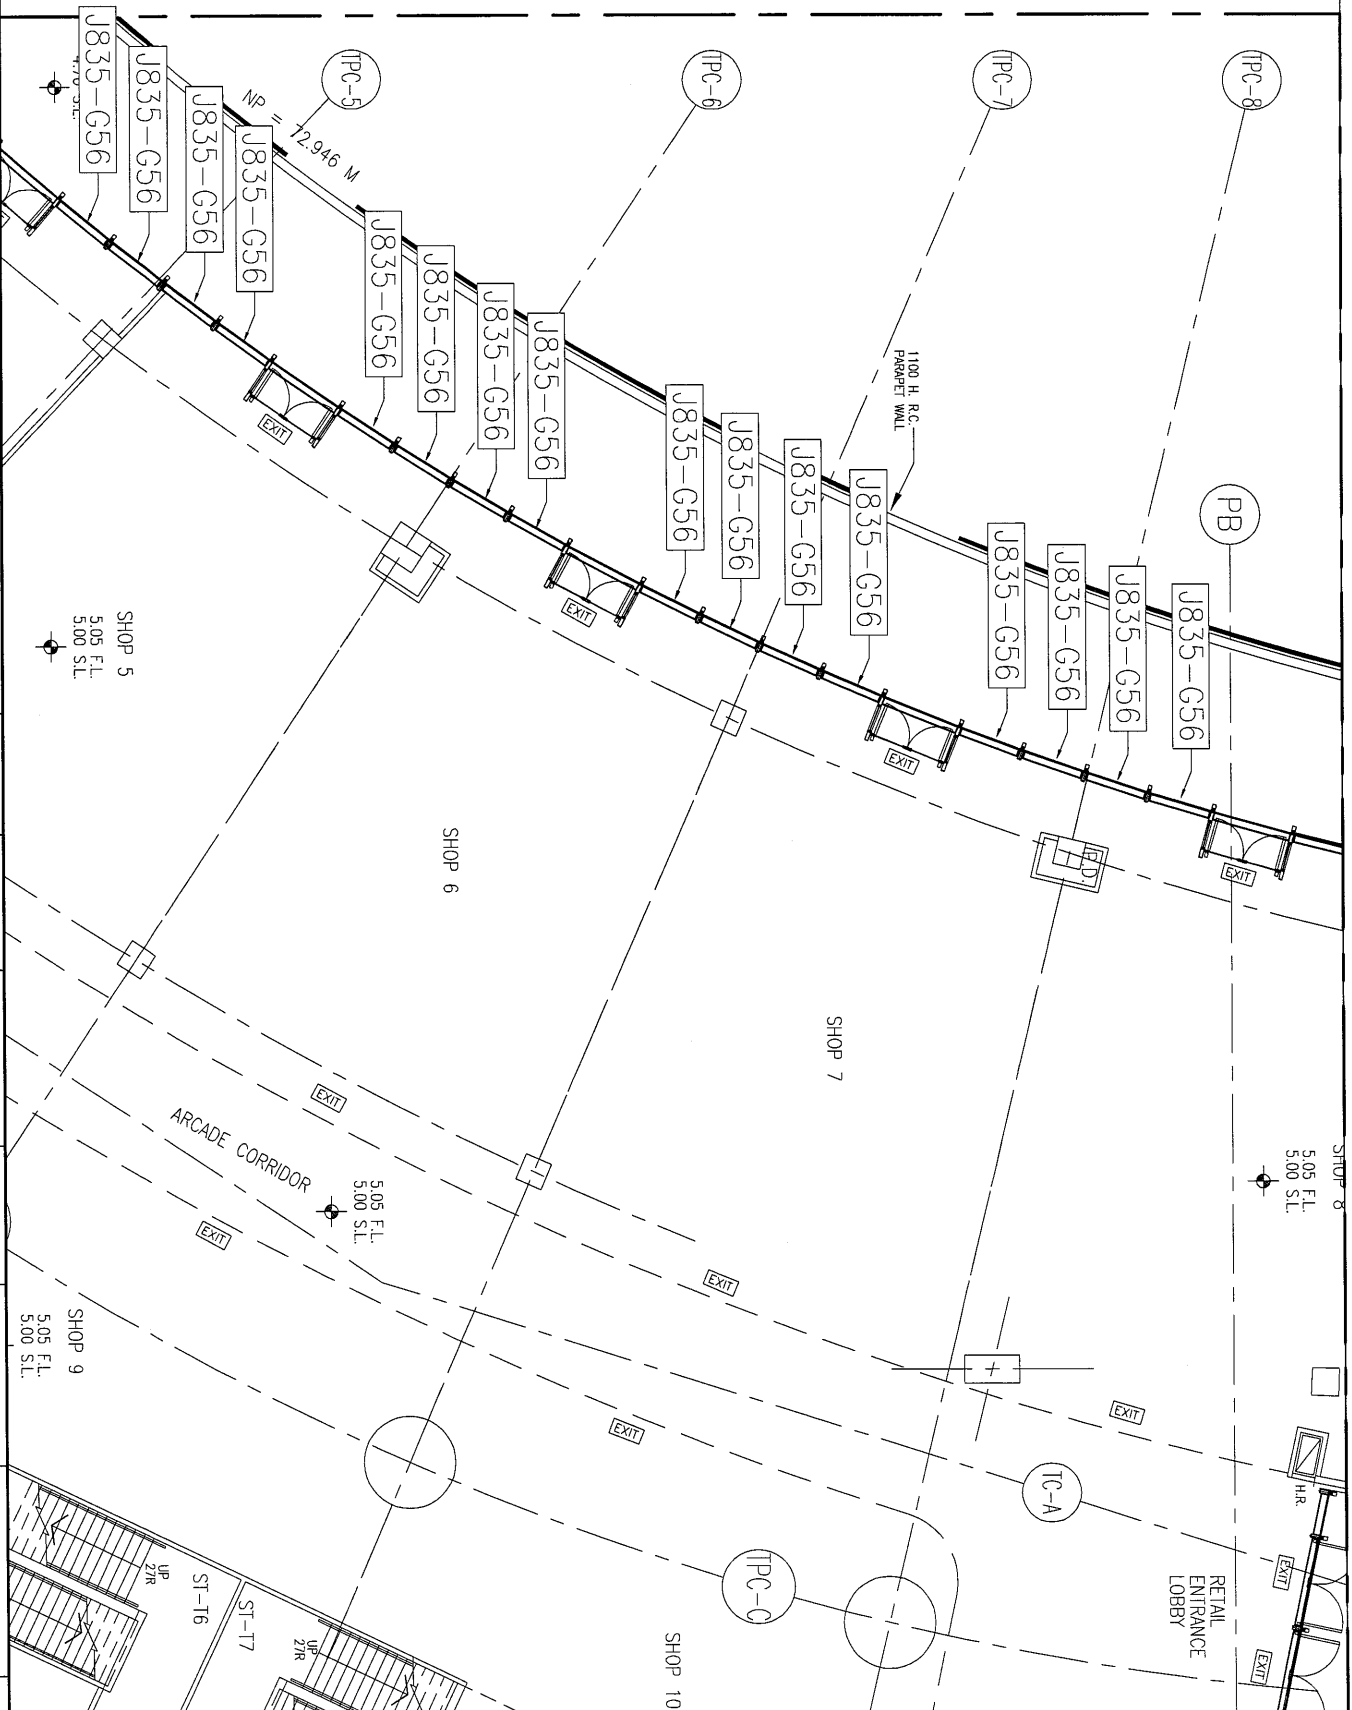 TPC-5
TPC-6
TPC-7
TPC-8
J835-G56
J835-G56
J835-G56
J835-G56
NP = 72.946 M
J835-G56
J835-G56
J835-G56
J835-G56
J835-G56
J835-G56
J835-G56
J835-G56
1100 H. R.C.
PARAPET WALL
PB
J835-G56
J835-G56
J835-G56
J835-G56
EXIT
EXIT
EXIT
EXIT
P.D.
SHOP 5
5.05 F.L.
5.00 S.L.
SHOP 6
SHOP 7
SHOP 8
5.05 F.L.
5.00 S.L.
EXIT
ARCADE CORRIDOR
5.05 F.L.
5.00 S.L.
EXIT
EXIT
EXIT
EXIT
SHOP 9
5.05 F.L.
5.00 S.L.
TC-A
H.R.
TPC-C
RETAIL
ENTRANCE
LOBBY
EXIT
EXIT
UP
27R
ST-T6
ST-T7
UP
27R
SHOP 10